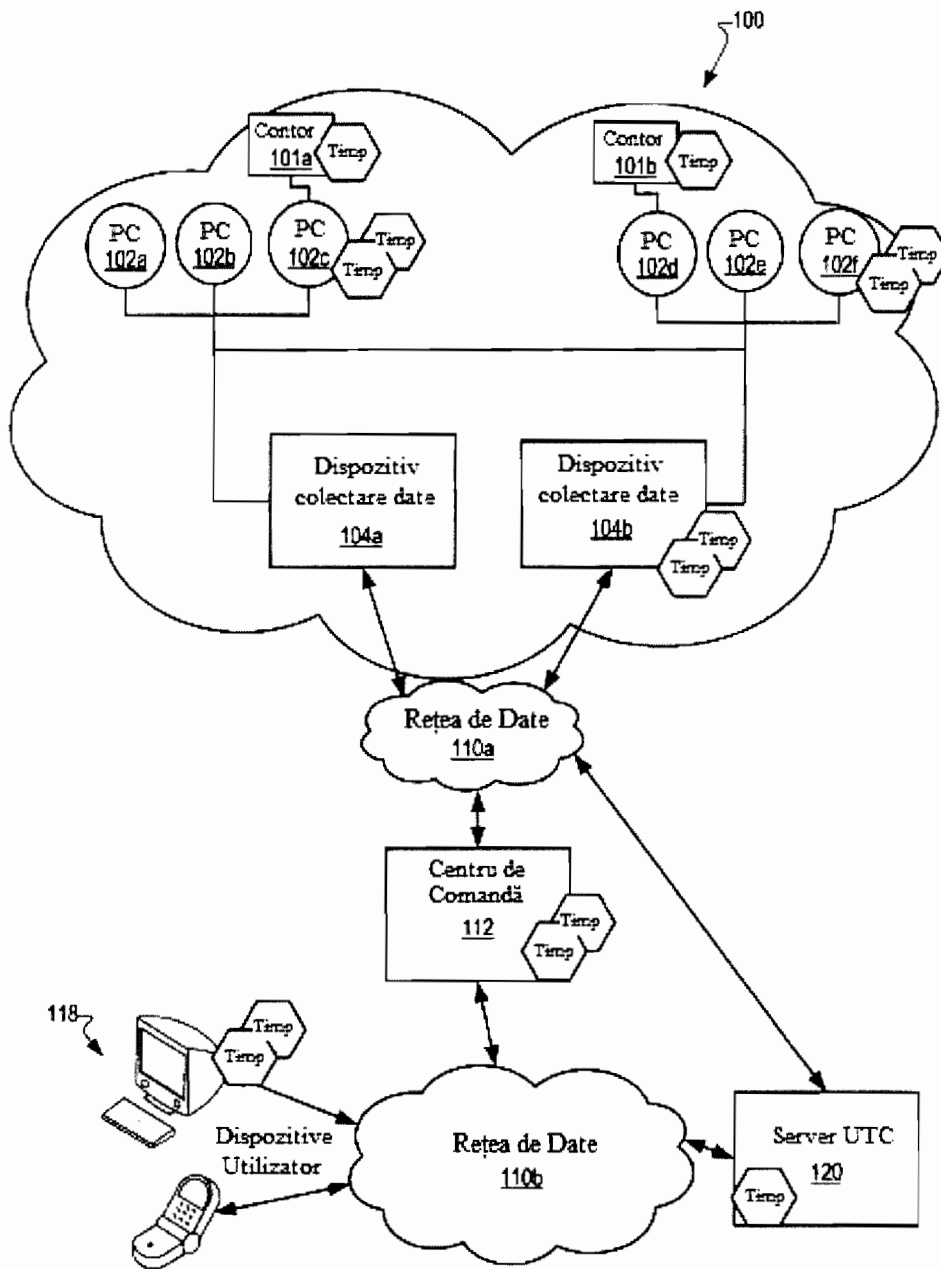 100
Contor
101a
Timp
Contor
101b
Timp
PC
102a
PC
102b
PC
102c
Timp
Timp
PC
102d
PC
102e
PC
102f
Timp
Timp
Dispozitiv
colectare date
104a
Dispozitiv
colectare date
104b
Timp
Timp
Rețea de Date
110a
Centru de
Comandă
112
Timp
Timp
118
Timp
Timp
Dispozitive
Utilizator
Rețea de Date
110b
Server UTC
120
Timp